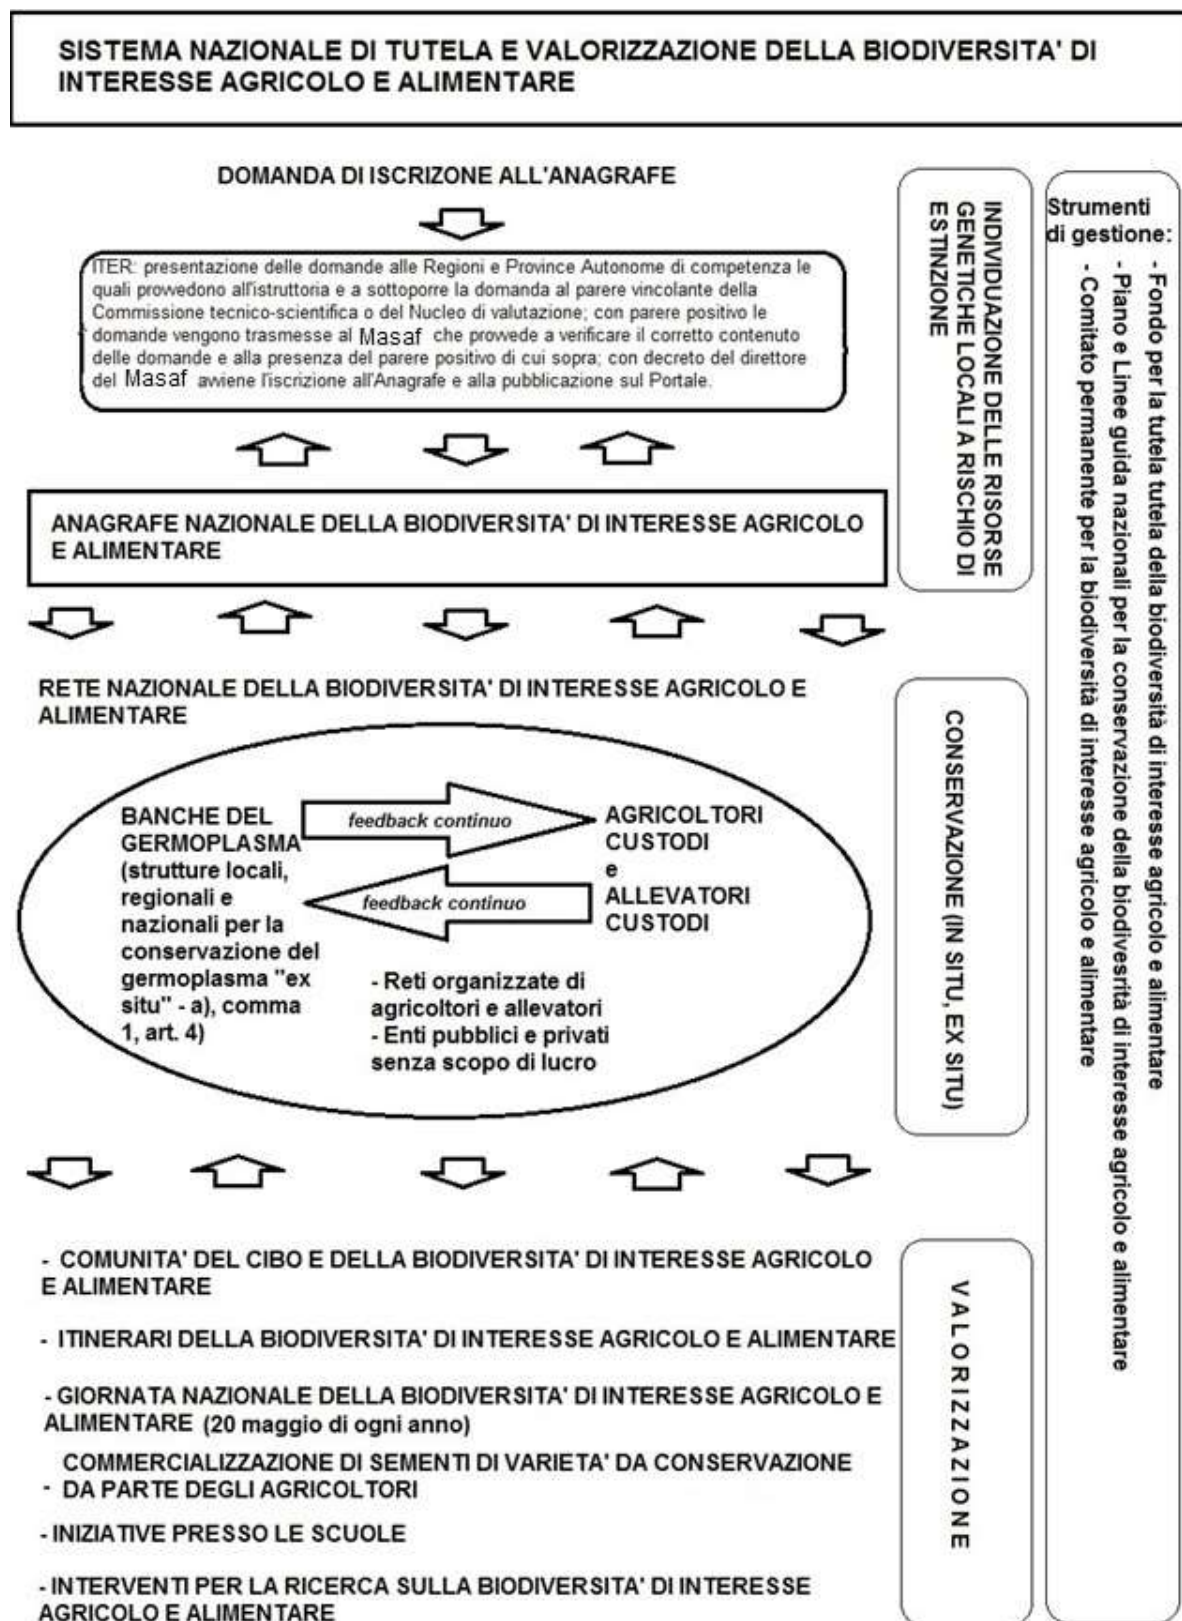 SISTEMA NAZIONALE DI TUTELA E VALORIZZAZIONE DELLA BIODIVERSITA' DI
INTERESSE AGRICOLO E ALIMENTARE
DOMANDA DI ISCRIZONE ALL'ANAGRAFE
ITER: presentazione delle domande alle Regioni e Province Autonome di competenza le
quali provvedono all'istruttoria e a sottoporre la domanda al parere vincolante della
Commissione tecnico-scientifica o del Nucleo di valutazione; con parere positivo le
domande vengono trasmesse al Masaf che provvede a verificare il corretto contenuto
delle domande e alla presenza del parere positivo di cui sopra; con decreto del direttore
del Masaf avviene l'iscrizione all'Anagrafe e alla pubblicazione sul Portale.
ANAGRAFE NAZIONALE DELLA BIODIVERSITA' DI INTERESSE AGRICOLO
E ALIMENTARE
INDIVIDUAZIONE DELLE RISORSE
GENETICHE LOCALI A RISCHIO DI
ESTINZIONE
RETE NAZIONALE DELLA BIODIVERSITA' DI INTERESSE AGRICOLO E
ALIMENTARE
BANCHE DEL
GERMOPLASMA
(strutture locali,
regionali e
nazionali per la
conservazione del
germoplasma "ex
situ" - a), comma
1, art. 4)
feedback continuo
feedback continuo
AGRICOLTORI
CUSTODI
e
ALLEVATORI
CUSTODI
- Reti organizzate di
agricoltori e allevatori
- Enti pubblici e privati
senza scopo di lucro
CONSERVAZIONE (IN SITU, EX SITU)
- COMUNITA' DEL CIBO E DELLA BIODIVERSITA' DI INTERESSE AGRICOLO
E ALIMENTARE
- ITINERARI DELLA BIODIVERSITA' DI INTERESSE AGRICOLO E ALIMENTARE
- GIORNATA NAZIONALE DELLA BIODIVERSITA' DI INTERESSE AGRICOLO E
ALIMENTARE (20 maggio di ogni anno)
COMMERCIALIZZAZIONE DI SEMENTI DI VARIETA' DA CONSERVAZIONE
- DA PARTE DEGLI AGRICOLTORI
- INIZIATIVE PRESSO LE SCUOLE
- INTERVENTI PER LA RICERCA SULLA BIODIVERSITA' DI INTERESSE
AGRICOLO E ALIMENTARE
VALORIZZAZIONE
Strumenti
di gestione:
- Fondo per la tutela tutela della biodiversità di interesse agricolo e alimentare
- Piano e Linee guida nazionali per la conservazione della biodivesrità di interesse agricolo e alimentare
- Comitato permanente per la biodiversità di interesse agricolo e alimentare